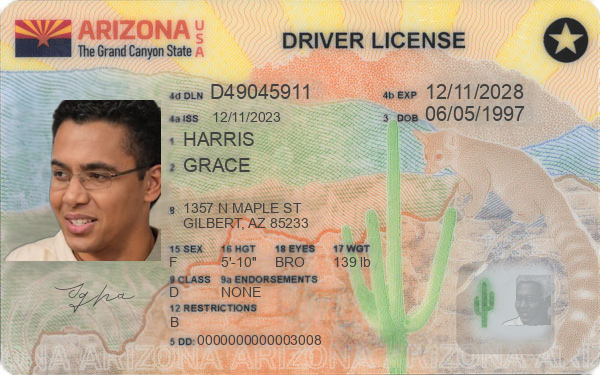 ARIZONA USA
The Grand Canyon State
DRIVER LICENSE
4d DLN D49045911
4b EXP 12/11/2028
4a ISS 12/11/2023
3 DOB 06/05/1997
1 HARRIS
2 GRACE
8 1357 N MAPLE ST
GILBERT, AZ 85233
15 SEX 16 HGT 18 EYES 17 WGT
F 5'-10" BRO 139 lb
9 CLASS 9a ENDORSEMENTS
D NONE
12 RESTRICTIONS
B
5 DD: 0000000000003008
ARIZONA ARIZONA ARIZONA ARIZONA